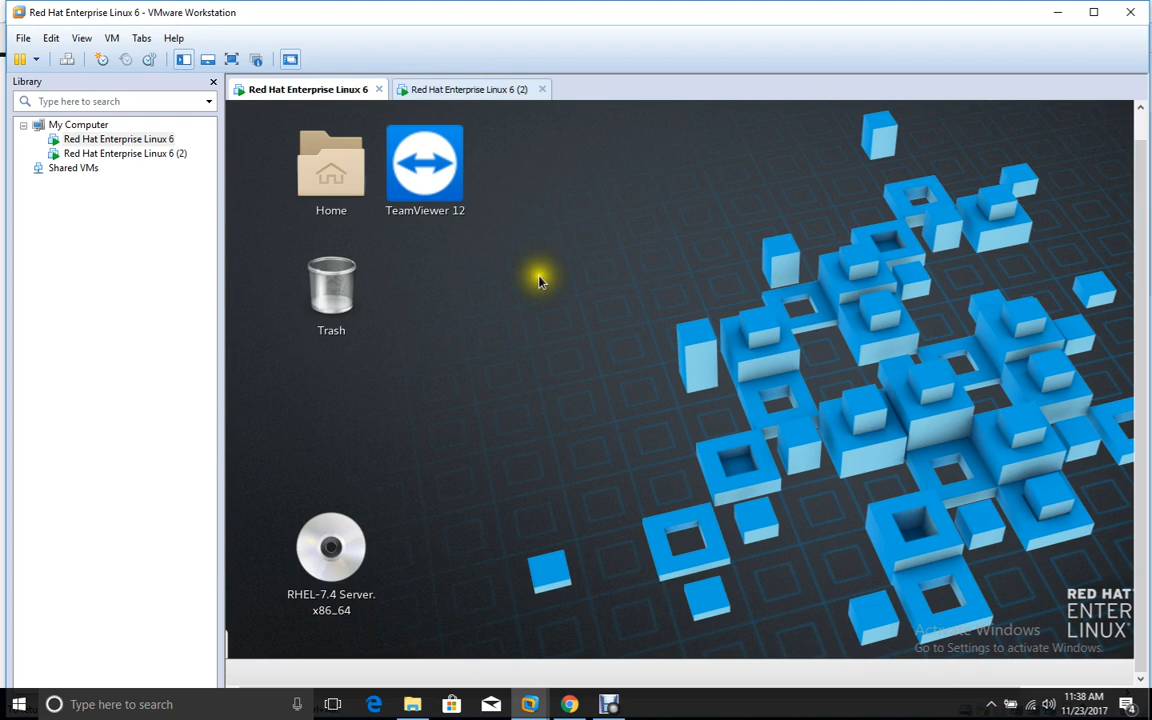 Red Hat Enterprise Linux 6 - VMware Workstation
File Edit View VM Tabs Help
Library
Type here to search
My Computer
Red Hat Enterprise Linux 6
Red Hat Enterprise Linux 6 (2)
Shared VMs
Red Hat Enterprise Linux 6
Red Hat Enterprise Linux 6 (2)
Home
TeamViewer 12
Trash
RHEL-7.4 Server.
x86_64
RED HAT
ENTER
LINUX
Activate Windows
Go to Settings to activate Windows.
Type here to search
11:38 AM
11/23/2017
4